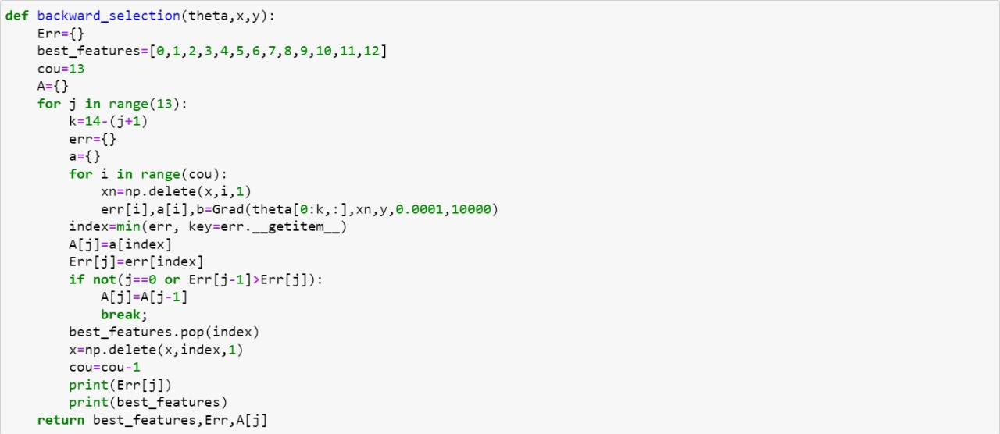 def backward_selection(theta,x,y):
    Err={}
    best_features=[0,1,2,3,4,5,6,7,8,9,10,11,12]
    cou=13
    A={}
    for j in range(13):
        k=14-(j+1)
        err={}
        a={}
        for i in range(cou):
            xn=np.delete(x,i,1)
            err[i],a[i],b=Grad(theta[0:k,:],xn,y,0.0001,10000)
        index=min(err, key=err.__getitem__)
        A[j]=a[index]
        Err[j]=err[index]
        if not(j==0 or Err[j-1]>Err[j]):
            A[j]=A[j-1]
            break;
        best_features.pop(index)
        x=np.delete(x,index,1)
        cou=cou-1
        print(Err[j])
        print(best_features)
    return best_features,Err,A[j]